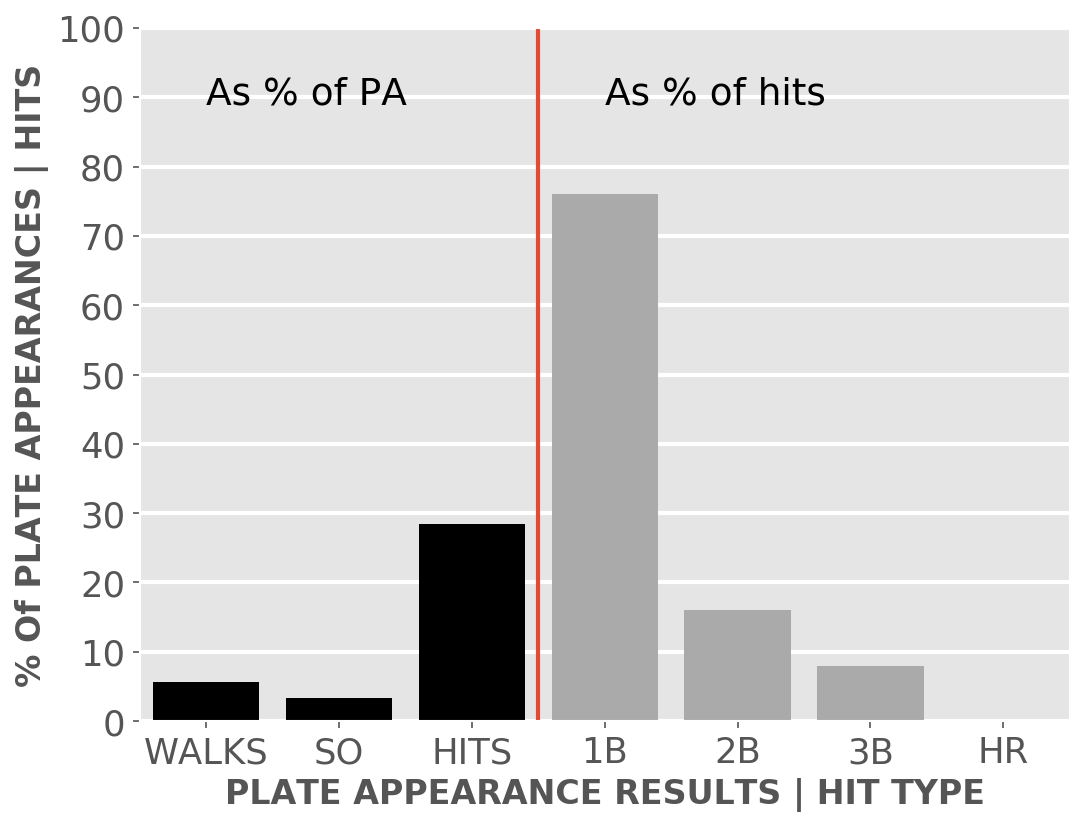 % Of PLATE APPEARANCES | HITS
100
90
80
70
60
50
40
30
20
10
0
As % of PA
As % of hits
WALKS SO HITS 1B 2B 3B HR
PLATE APPEARANCE RESULTS | HIT TYPE